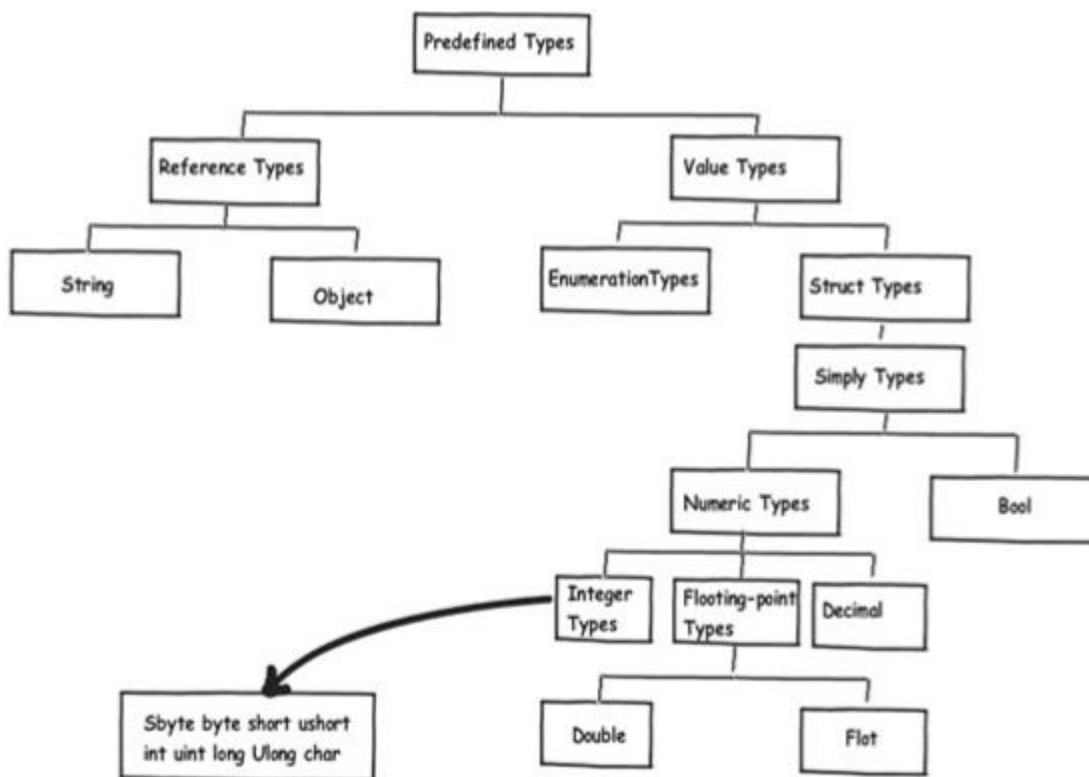 Predefined Types
Reference Types
Value Types
String
Object
EnumerationTypes
Struct Types
Simply Types
Numeric Types
Bool
Integer
Types
Flooting-point
Types
Decimal
Sbyte byte short ushort
int uint long Ulong char
Double
Flot